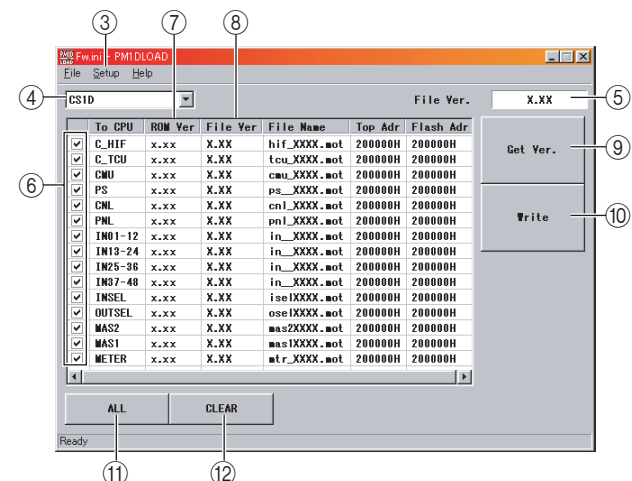 ③ ⑦ ⑧
Fw.ini - PM1DLOAD
File Setup Help
④ CS1D File Ver. X.XX ⑤
To CPU ROM Ver File Ver File Name Top Adr Flash Adr
C_HIF x.xx X.XX hif_XXXX.mot 200000H 200000H
C_TCU x.xx X.XX tcu_XXXX.mot 200000H 200000H
CMU x.xx X.XX cmu_XXXX.mot 200000H 200000H
PS x.xx X.XX ps__XXXX.mot 200000H 200000H
CNL x.xx X.XX cnl_XXXX.mot 200000H 200000H
PNL x.xx X.XX pnl_XXXX.mot 200000H 200000H
IN01-12 x.xx X.XX in__XXXX.mot 200000H 200000H
IN13-24 x.xx X.XX in__XXXX.mot 200000H 200000H
IN25-36 x.xx X.XX in__XXXX.mot 200000H 200000H
IN37-48 x.xx X.XX in__XXXX.mot 200000H 200000H
INSEL x.xx X.XX iselXXXX.mot 200000H 200000H
OUTSEL x.xx X.XX oselXXXX.mot 200000H 200000H
MAS2 x.xx X.XX mas2XXXX.mot 200000H 200000H
MAS1 x.xx X.XX mas1XXXX.mot 200000H 200000H
METER x.xx X.XX mtr_XXXX.mot 200000H 200000H
⑥
Get Ver. ⑨
Write ⑩
ALL CLEAR
Ready
⑪ ⑫